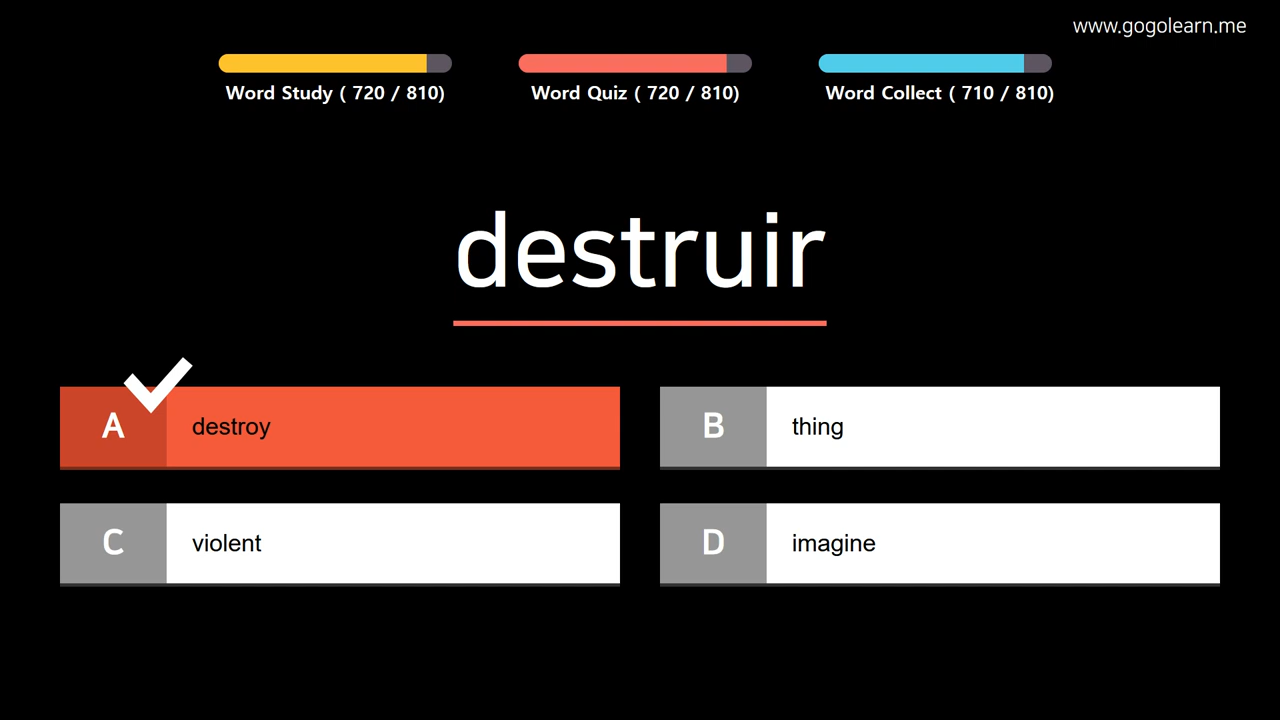 www.gogolearn.me
Word Study ( 720 / 810)
Word Quiz ( 720 / 810)
Word Collect ( 710 / 810)
destruir
A destroy
B thing
C violent
D imagine